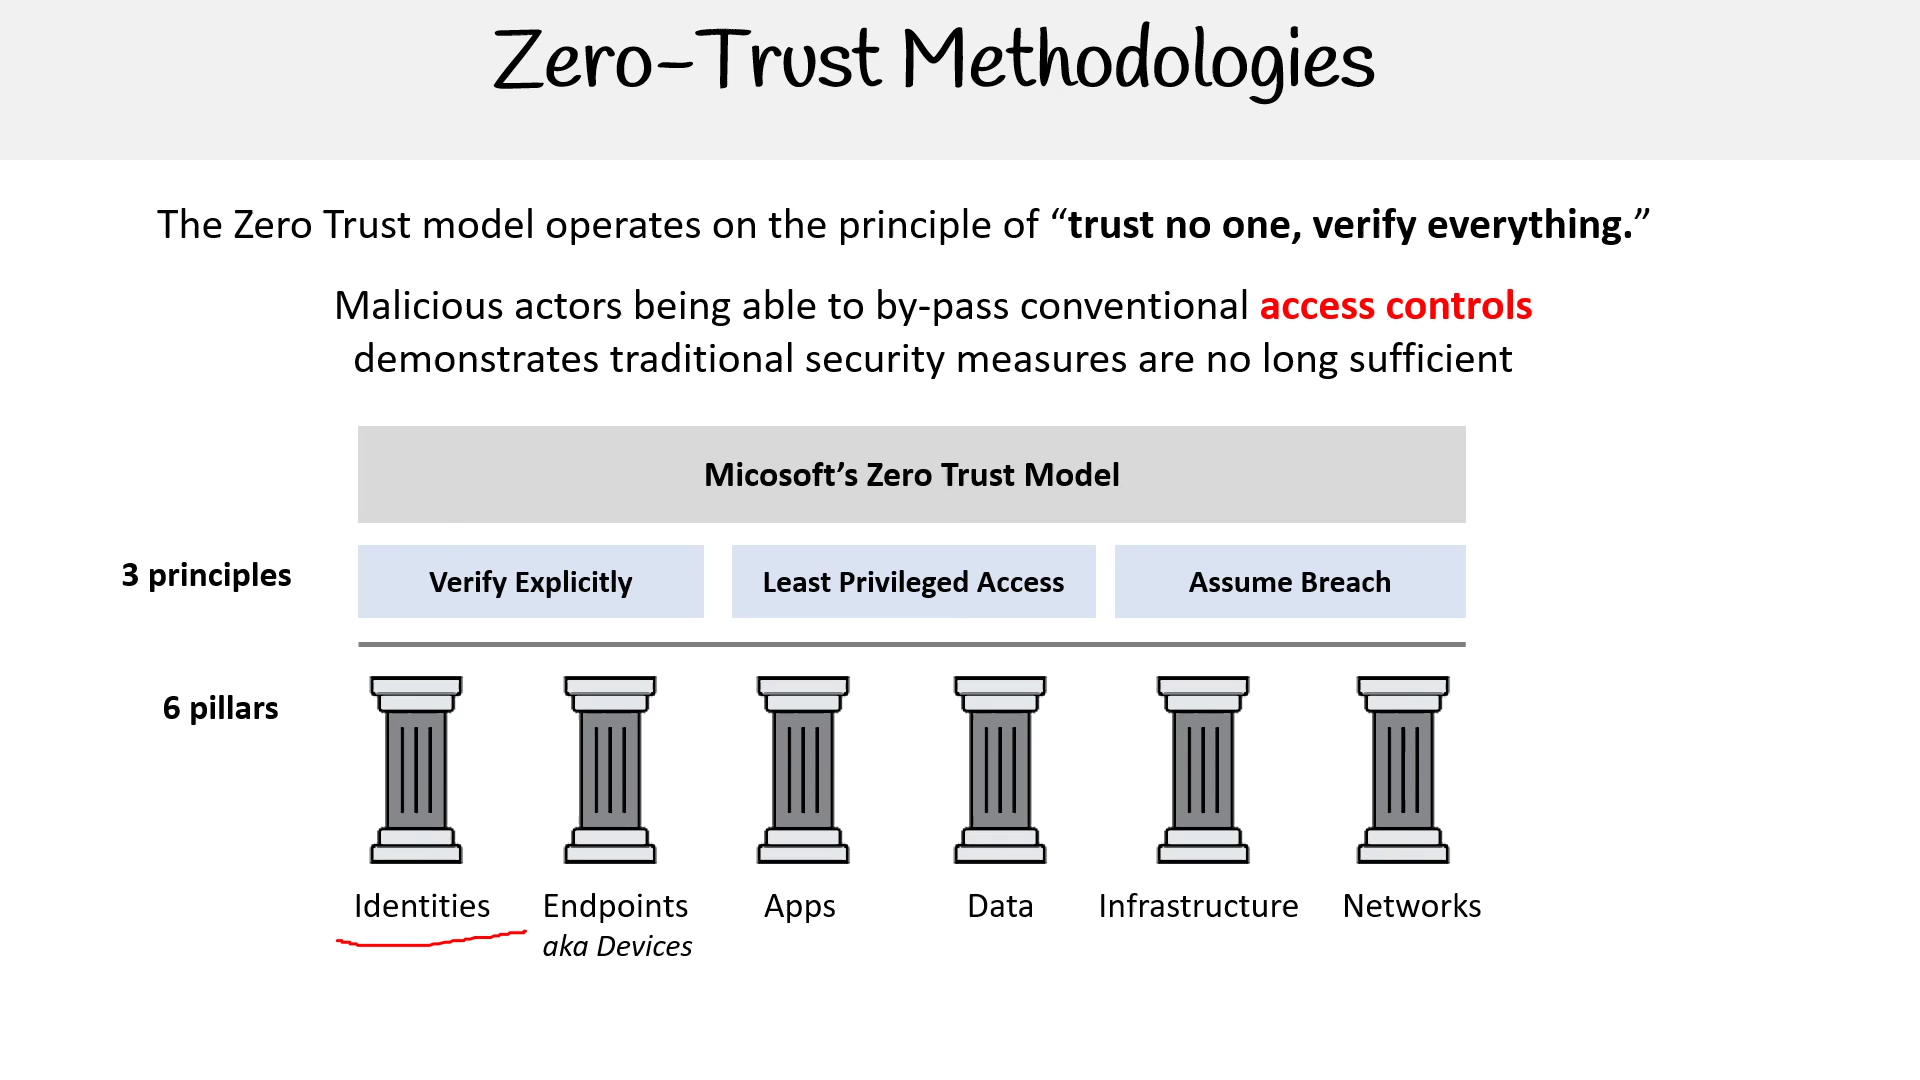 Zero-Trust Methodologies
The Zero Trust model operates on the principle of “trust no one, verify everything.”
Malicious actors being able to by-pass conventional access controls
demonstrates traditional security measures are no long sufficient
Micosoft’s Zero Trust Model
3 principles
Verify Explicitly
Least Privileged Access
Assume Breach
6 pillars
Identities
Endpoints
aka Devices
Apps
Data
Infrastructure
Networks